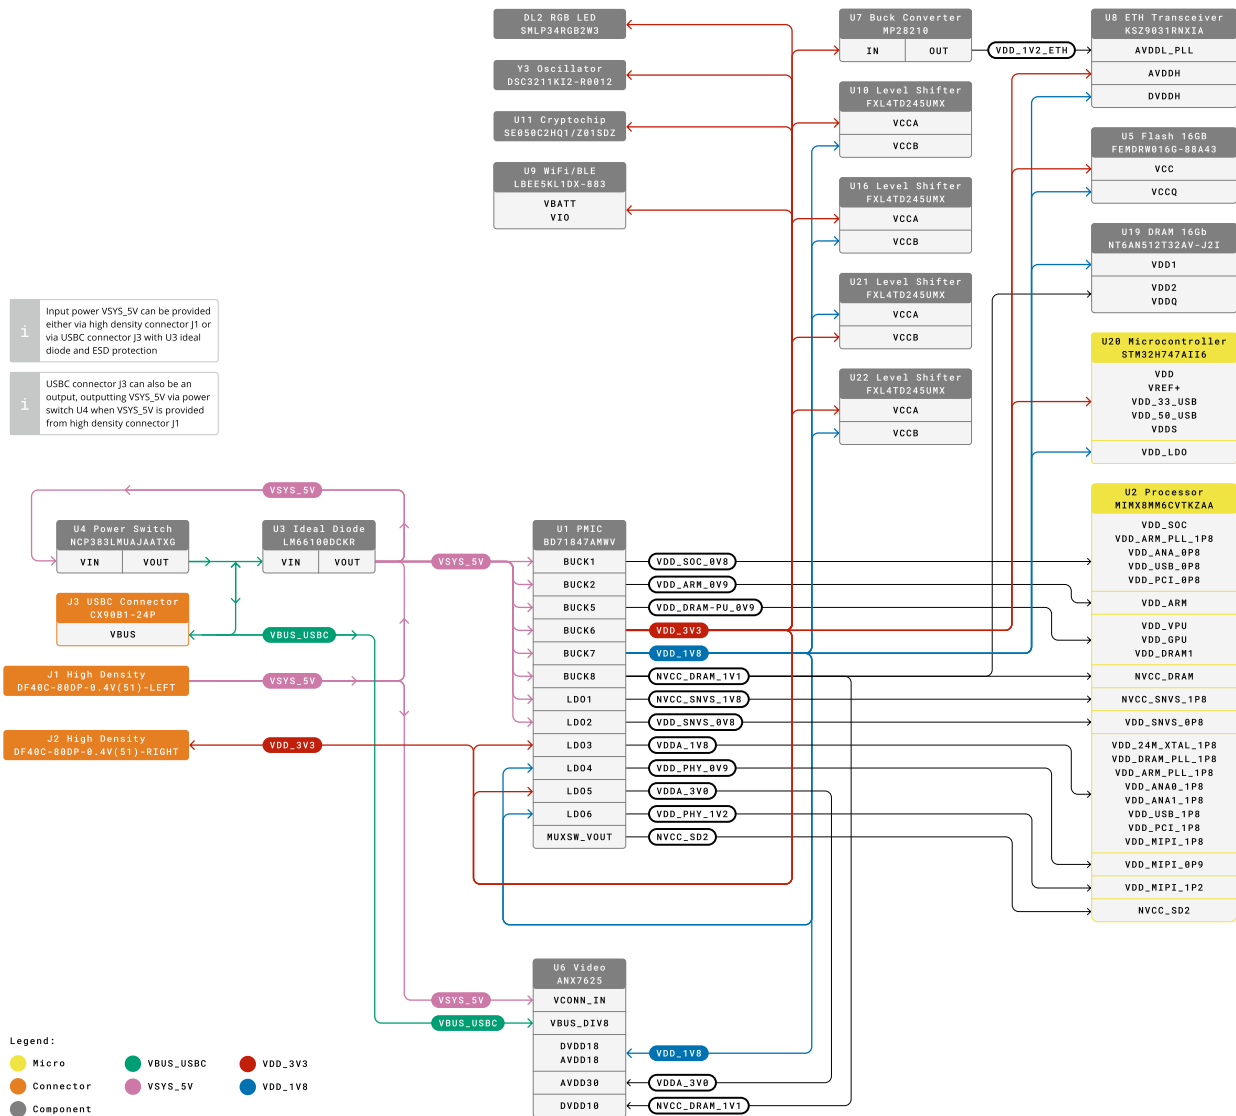 DL2 RGB LED
SMLP34RGB2W3
Y3 Oscillator
DSC3211KI2-R0012
U11 Cryptochip
SE050C2HQ1/Z01SDZ
U9 WiFi/BLE
LBEE5KL1DX-883
VBATT
VIO
U7 Buck Converter
MP28210
IN OUT
VDD_1V2_ETH
U10 Level Shifter
FXL4TD245UMX
VCCA
VCCB
U16 Level Shifter
FXL4TD245UMX
VCCA
VCCB
U21 Level Shifter
FXL4TD245UMX
VCCA
VCCB
U22 Level Shifter
FXL4TD245UMX
VCCA
VCCB
U8 ETH Transceiver
KSZ9031RNXIA
AVDDL_PLL
AVDDH
DVDDH
U5 Flash 16GB
FEMDRW016G-88A43
VCC
VCCQ
U19 DRAM 16Gb
NT6AN512T32AV-J2I
VDD1
VDD2
VDDQ
U20 Microcontroller
STM32H747AII6
VDD
VREF+
VDD_33_USB
VDD_50_USB
VDDS
VDD_LDO
U2 Processor
MIMX8MM6CVTKZAA
VDD_SOC
VDD_ARM_PLL_1P8
VDD_ANA_0P8
VDD_USB_0P8
VDD_PCI_0P8
VDD_ARM
VDD_VPU
VDD_GPU
VDD_DRAM1
NVCC_DRAM
NVCC_SNVS_1P8
VDD_SNVS_0P8
VDD_24M_XTAL_1P8
VDD_DRAM_PLL_1P8
VDD_ARM_PLL_1P8
VDD_ANA0_1P8
VDD_ANA1_1P8
VDD_USB_1P8
VDD_PCI_1P8
VDD_MIPI_1P8
VDD_MIPI_0P9
VDD_MIPI_1P2
NVCC_SD2
i
Input power VSYS_5V can be provided
either via high density connector J1 or
via USBC connector J3 with U3 ideal
diode and ESD protection
i
USBC connector J3 can also be an
output, outputting VSYS_5V via power
switch U4 when VSYS_5V is provided
from high density connector J1
VSYS_5V
U4 Power Switch
NCP383LMUAJAATXG
VIN VOUT
U3 Ideal Diode
LM66100DCKR
VIN VOUT
VSYS_5V
J3 USBC Connector
CX90B1-24P
VBUS
VBUS_USBC
J1 High Density
DF40C-80DP-0.4V(51)-LEFT
VSYS_5V
J2 High Density
DF40C-80DP-0.4V(51)-RIGHT
VDD_3V3
U1 PMIC
BD71847AMWV
BUCK1 VDD_SOC_0V8
BUCK2 VDD_ARM_0V9
BUCK5 VDD_DRAM-PU_0V9
BUCK6 VDD_3V3
BUCK7 VDD_1V8
BUCK8 NVCC_DRAM_1V1
LDO1 NVCC_SNVS_1V8
LDO2 VDD_SNVS_0V8
LDO3 VDDA_1V8
LDO4 VDD_PHY_0V9
LDO5 VDDA_3V0
LDO6 VDD_PHY_1V2
MUXSW_VOUT NVCC_SD2
U6 Video
ANX7625
VSYS_5V VCONN_IN
VBUS_USBC VBUS_DIV8
DVDD18
AVDD18
VDD_1V8
AVDD30 VDDA_3V0
DVDD10 NVCC_DRAM_1V1
Legend:
Micro VBUS_USBC VDD_3V3
Connector VSYS_5V VDD_1V8
Component